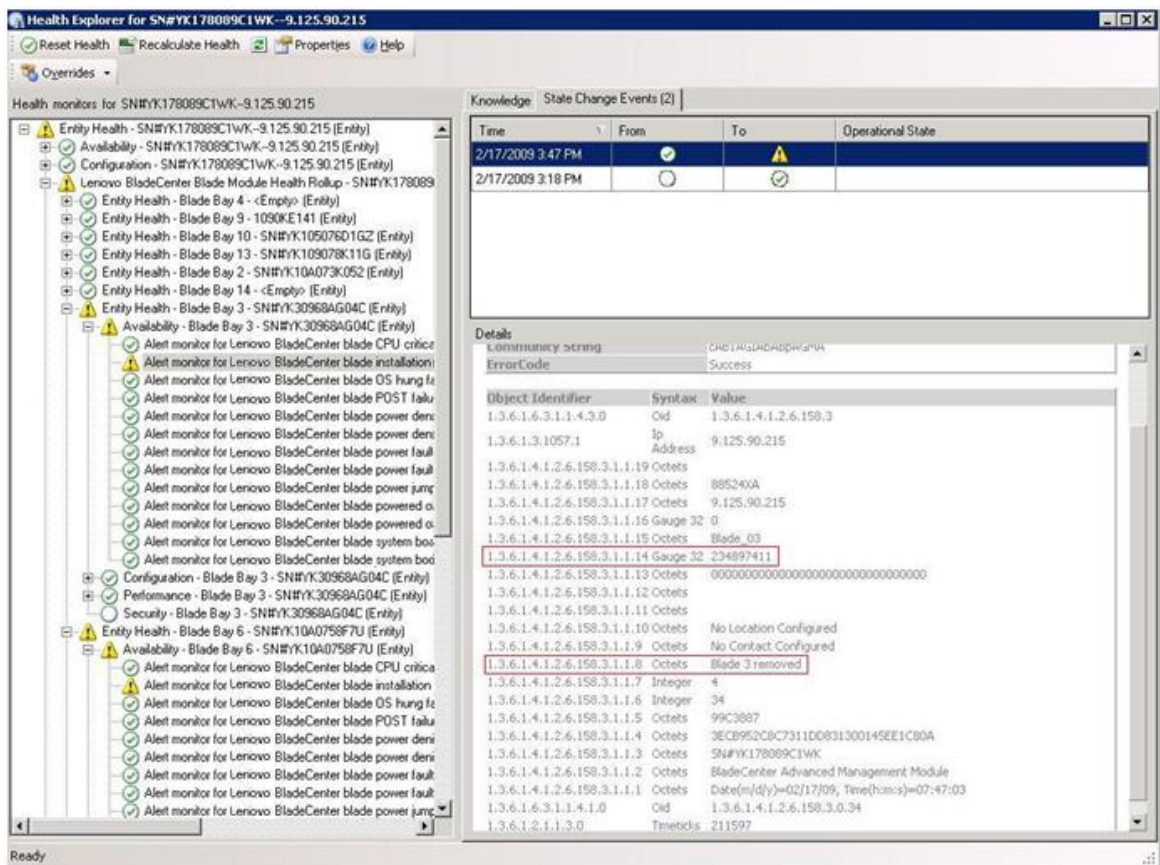 Health Explorer for SN#YK178089C1WK--9.125.90.215
Reset Health Recalculate Health Properties Help
Overrides
Health monitors for SN#YK178089C1WK--9.125.90.215
Entity Health - SN#YK178089C1WK--9.125.90.215 (Entity)
Availability - SN#YK178089C1WK--9.125.90.215 (Entity)
Configuration - SN#YK178089C1WK--9.125.90.215 (Entity)
Lenovo BladeCenter Blade Module Health Rollup - SN#YK178089
Entity Health - Blade Bay 4 - <Empty> (Entity)
Entity Health - Blade Bay 9 - 1090KE141 (Entity)
Entity Health - Blade Bay 10 - SN#YK105076D1GZ (Entity)
Entity Health - Blade Bay 13 - SN#YK109078K11G (Entity)
Entity Health - Blade Bay 2 - SN#YK10A073K052 (Entity)
Entity Health - Blade Bay 14 - <Empty> (Entity)
Entity Health - Blade Bay 3 - SN#YK30968AG04C (Entity)
Availability - Blade Bay 3 - SN#YK30968AG04C (Entity)
Alert monitor for Lenovo BladeCenter blade CPU critica
Alert monitor for Lenovo BladeCenter blade installation
Alert monitor for Lenovo BladeCenter blade OS hung fa
Alert monitor for Lenovo BladeCenter blade POST failu
Alert monitor for Lenovo BladeCenter blade power deni
Alert monitor for Lenovo BladeCenter blade power deni
Alert monitor for Lenovo BladeCenter blade power fault
Alert monitor for Lenovo BladeCenter blade power fault
Alert monitor for Lenovo BladeCenter blade power jump
Alert monitor for Lenovo BladeCenter blade powered o
Alert monitor for Lenovo BladeCenter blade powered o
Alert monitor for Lenovo BladeCenter blade system boa
Alert monitor for Lenovo BladeCenter blade system boo
Configuration - Blade Bay 3 - SN#YK30968AG04C (Entity)
Performance - Blade Bay 3 - SN#YK30968AG04C (Entity)
Security - Blade Bay 3 - SN#YK30968AG04C (Entity)
Entity Health - Blade Bay 6 - SN#YK10A0758F7U (Entity)
Availability - Blade Bay 6 - SN#YK10A0758F7U (Entity)
Alert monitor for Lenovo BladeCenter blade CPU critica
Alert monitor for Lenovo BladeCenter blade installation
Alert monitor for Lenovo BladeCenter blade OS hung fa
Alert monitor for Lenovo BladeCenter blade POST failu
Alert monitor for Lenovo BladeCenter blade power deni
Alert monitor for Lenovo BladeCenter blade power deni
Alert monitor for Lenovo BladeCenter blade power fault
Alert monitor for Lenovo BladeCenter blade power fault
Alert monitor for Lenovo BladeCenter blade power jump
Knowledge State Change Events (2)
Time From To Operational State
2/17/2009 3:47 PM
2/17/2009 3:18 PM
Details
Community String
ErrorCode Success
Object Identifier Syntax Value
1.3.6.1.6.3.1.1.4.3.0 Oid 1.3.6.1.4.1.2.6.158.3
1.3.6.1.3.1057.1 Ip Address 9.125.90.215
1.3.6.1.4.1.2.6.158.3.1.1.19 Octets
1.3.6.1.4.1.2.6.158.3.1.1.18 Octets 88524XA
1.3.6.1.4.1.2.6.158.3.1.1.17 Octets 9.125.90.215
1.3.6.1.4.1.2.6.158.3.1.1.16 Gauge 32 0
1.3.6.1.4.1.2.6.158.3.1.1.15 Octets Blade_03
1.3.6.1.4.1.2.6.158.3.1.1.14 Gauge 32 234897411
1.3.6.1.4.1.2.6.158.3.1.1.13 Octets 00000000000000000000000000000000
1.3.6.1.4.1.2.6.158.3.1.1.12 Octets
1.3.6.1.4.1.2.6.158.3.1.1.11 Octets
1.3.6.1.4.1.2.6.158.3.1.1.10 Octets No Location Configured
1.3.6.1.4.1.2.6.158.3.1.1.9 Octets No Contact Configured
1.3.6.1.4.1.2.6.158.3.1.1.8 Octets Blade 3 removed
1.3.6.1.4.1.2.6.158.3.1.1.7 Integer 4
1.3.6.1.4.1.2.6.158.3.1.1.6 Integer 34
1.3.6.1.4.1.2.6.158.3.1.1.5 Octets 99C3887
1.3.6.1.4.1.2.6.158.3.1.1.4 Octets 3ECB952C8C7311DD831300145EE1C80A
1.3.6.1.4.1.2.6.158.3.1.1.3 Octets SN#YK178089C1WK
1.3.6.1.4.1.2.6.158.3.1.1.2 Octets BladeCenter Advanced Management Module
1.3.6.1.4.1.2.6.158.3.1.1.1 Octets Date(m/d/y)=02/17/09, Time(h:m:s)=07:47:03
1.3.6.1.6.3.1.1.4.1.0 Oid 1.3.6.1.4.1.2.6.158.3.0.34
1.3.6.1.2.1.1.3.0 Timeticks 211597
Ready